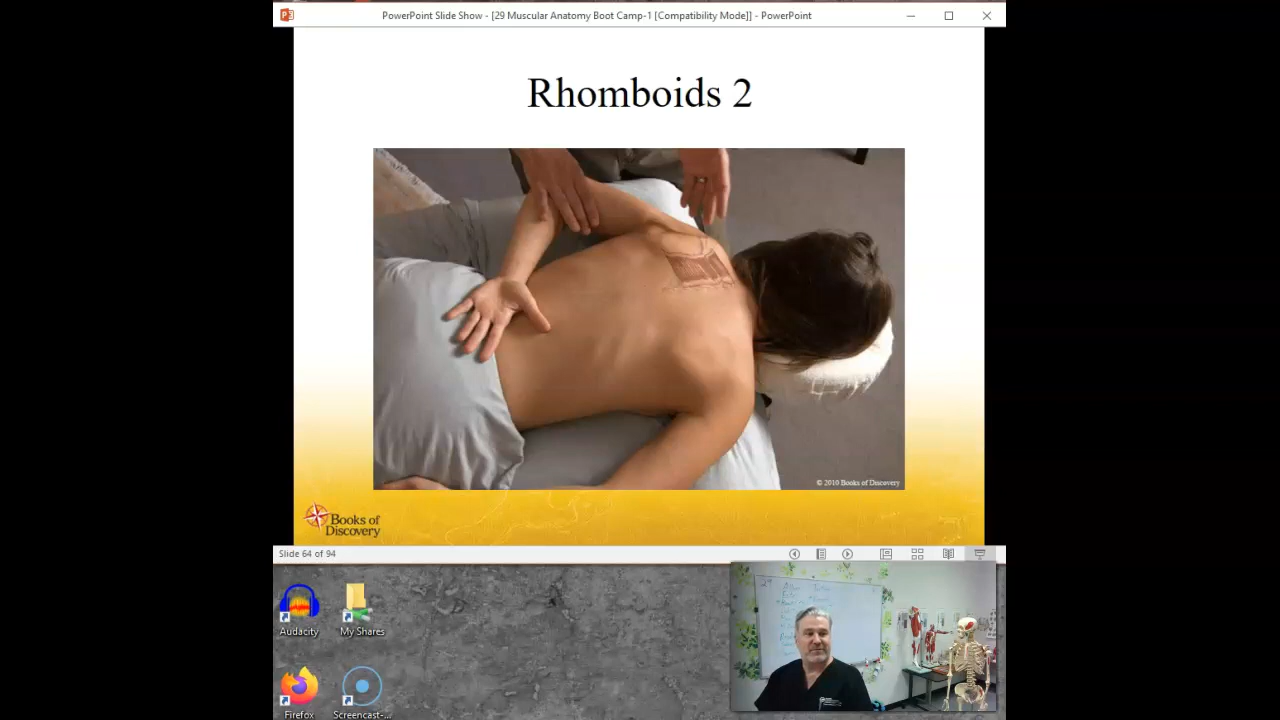 PowerPoint Slide Show - [29 Muscular Anatomy Boot Camp-1 [Compatibility Mode]] - PowerPoint
Rhomboids 2
© 2010 Books of Discovery
Books of
Discovery
Slide 64 of 94
Audacity
My Shares
Firefox
Screencast-...